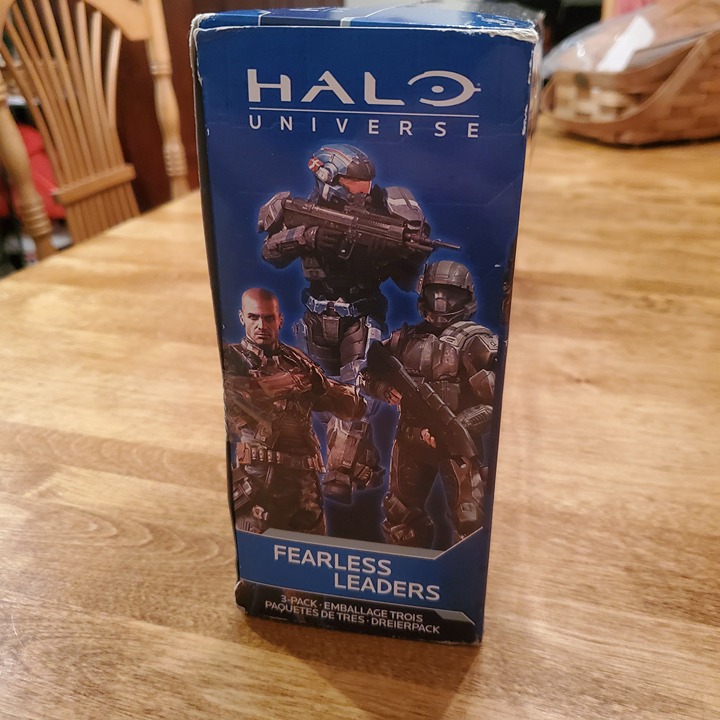 HALO
UNIVERSE
FEARLESS
LEADERS
3-PACK · EMBALLAGE TROIS
PAQUETES DE TRES · DREIERPACK